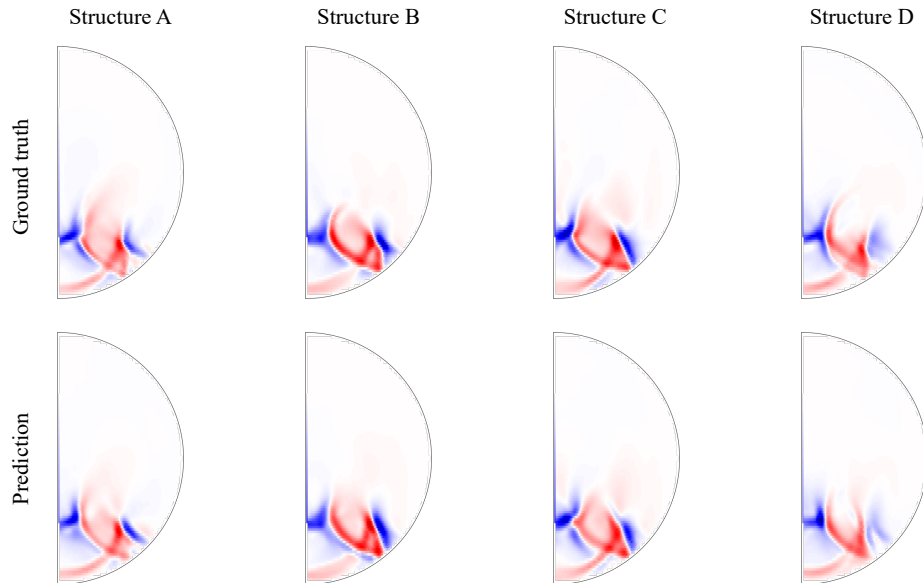 Structure A
Structure B
Structure C
Structure D
Ground truth
Prediction